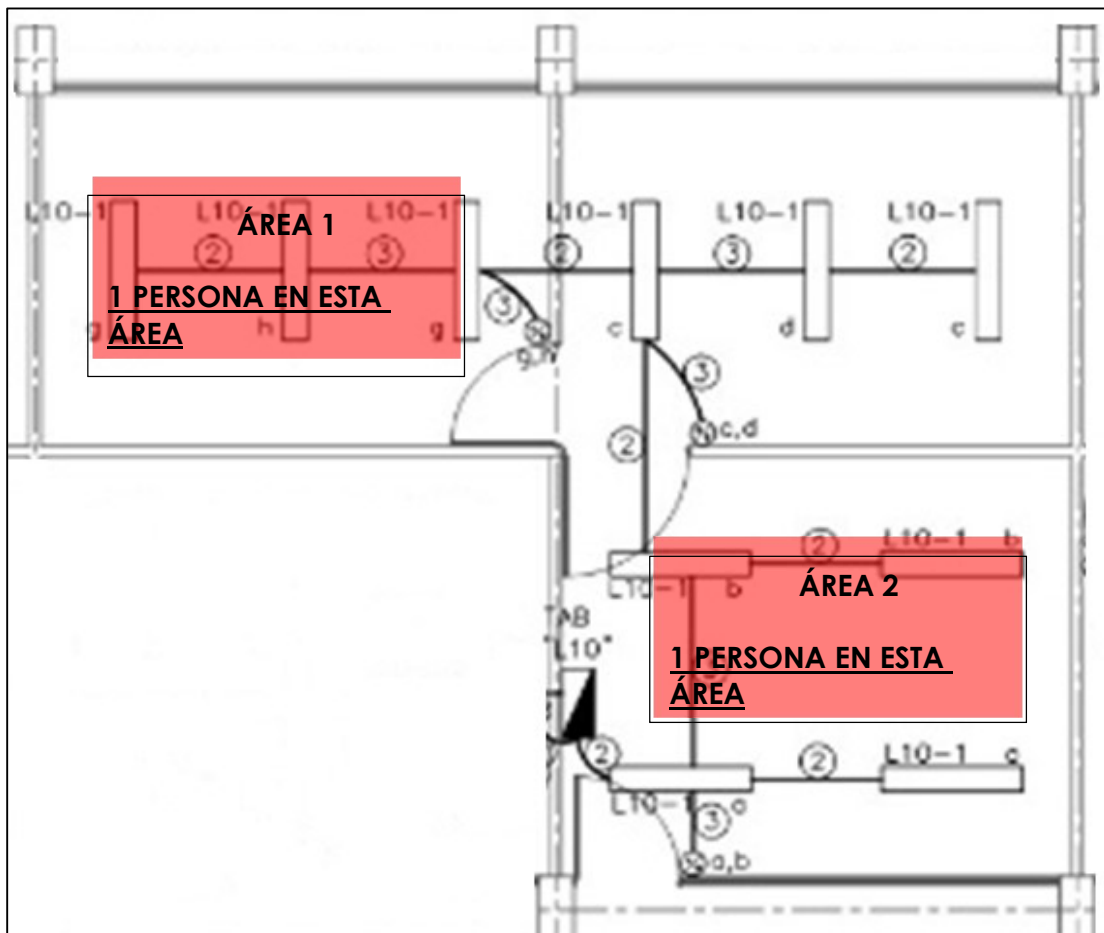 L10-1 L10-1 L10-1 L10-1 L10-1 L10-1
ÁREA 1
2 3 2 3 2
1 PERSONA EN ESTA
ÁREA
3
g h g c d c
g,h
3
c,d
2
2
L10-1 b
L10-1 b
ÁREA 2
TAB
"L10"
1 PERSONA EN ESTA
ÁREA
2 2
L10-1 a
L10-1 a
3
a,b